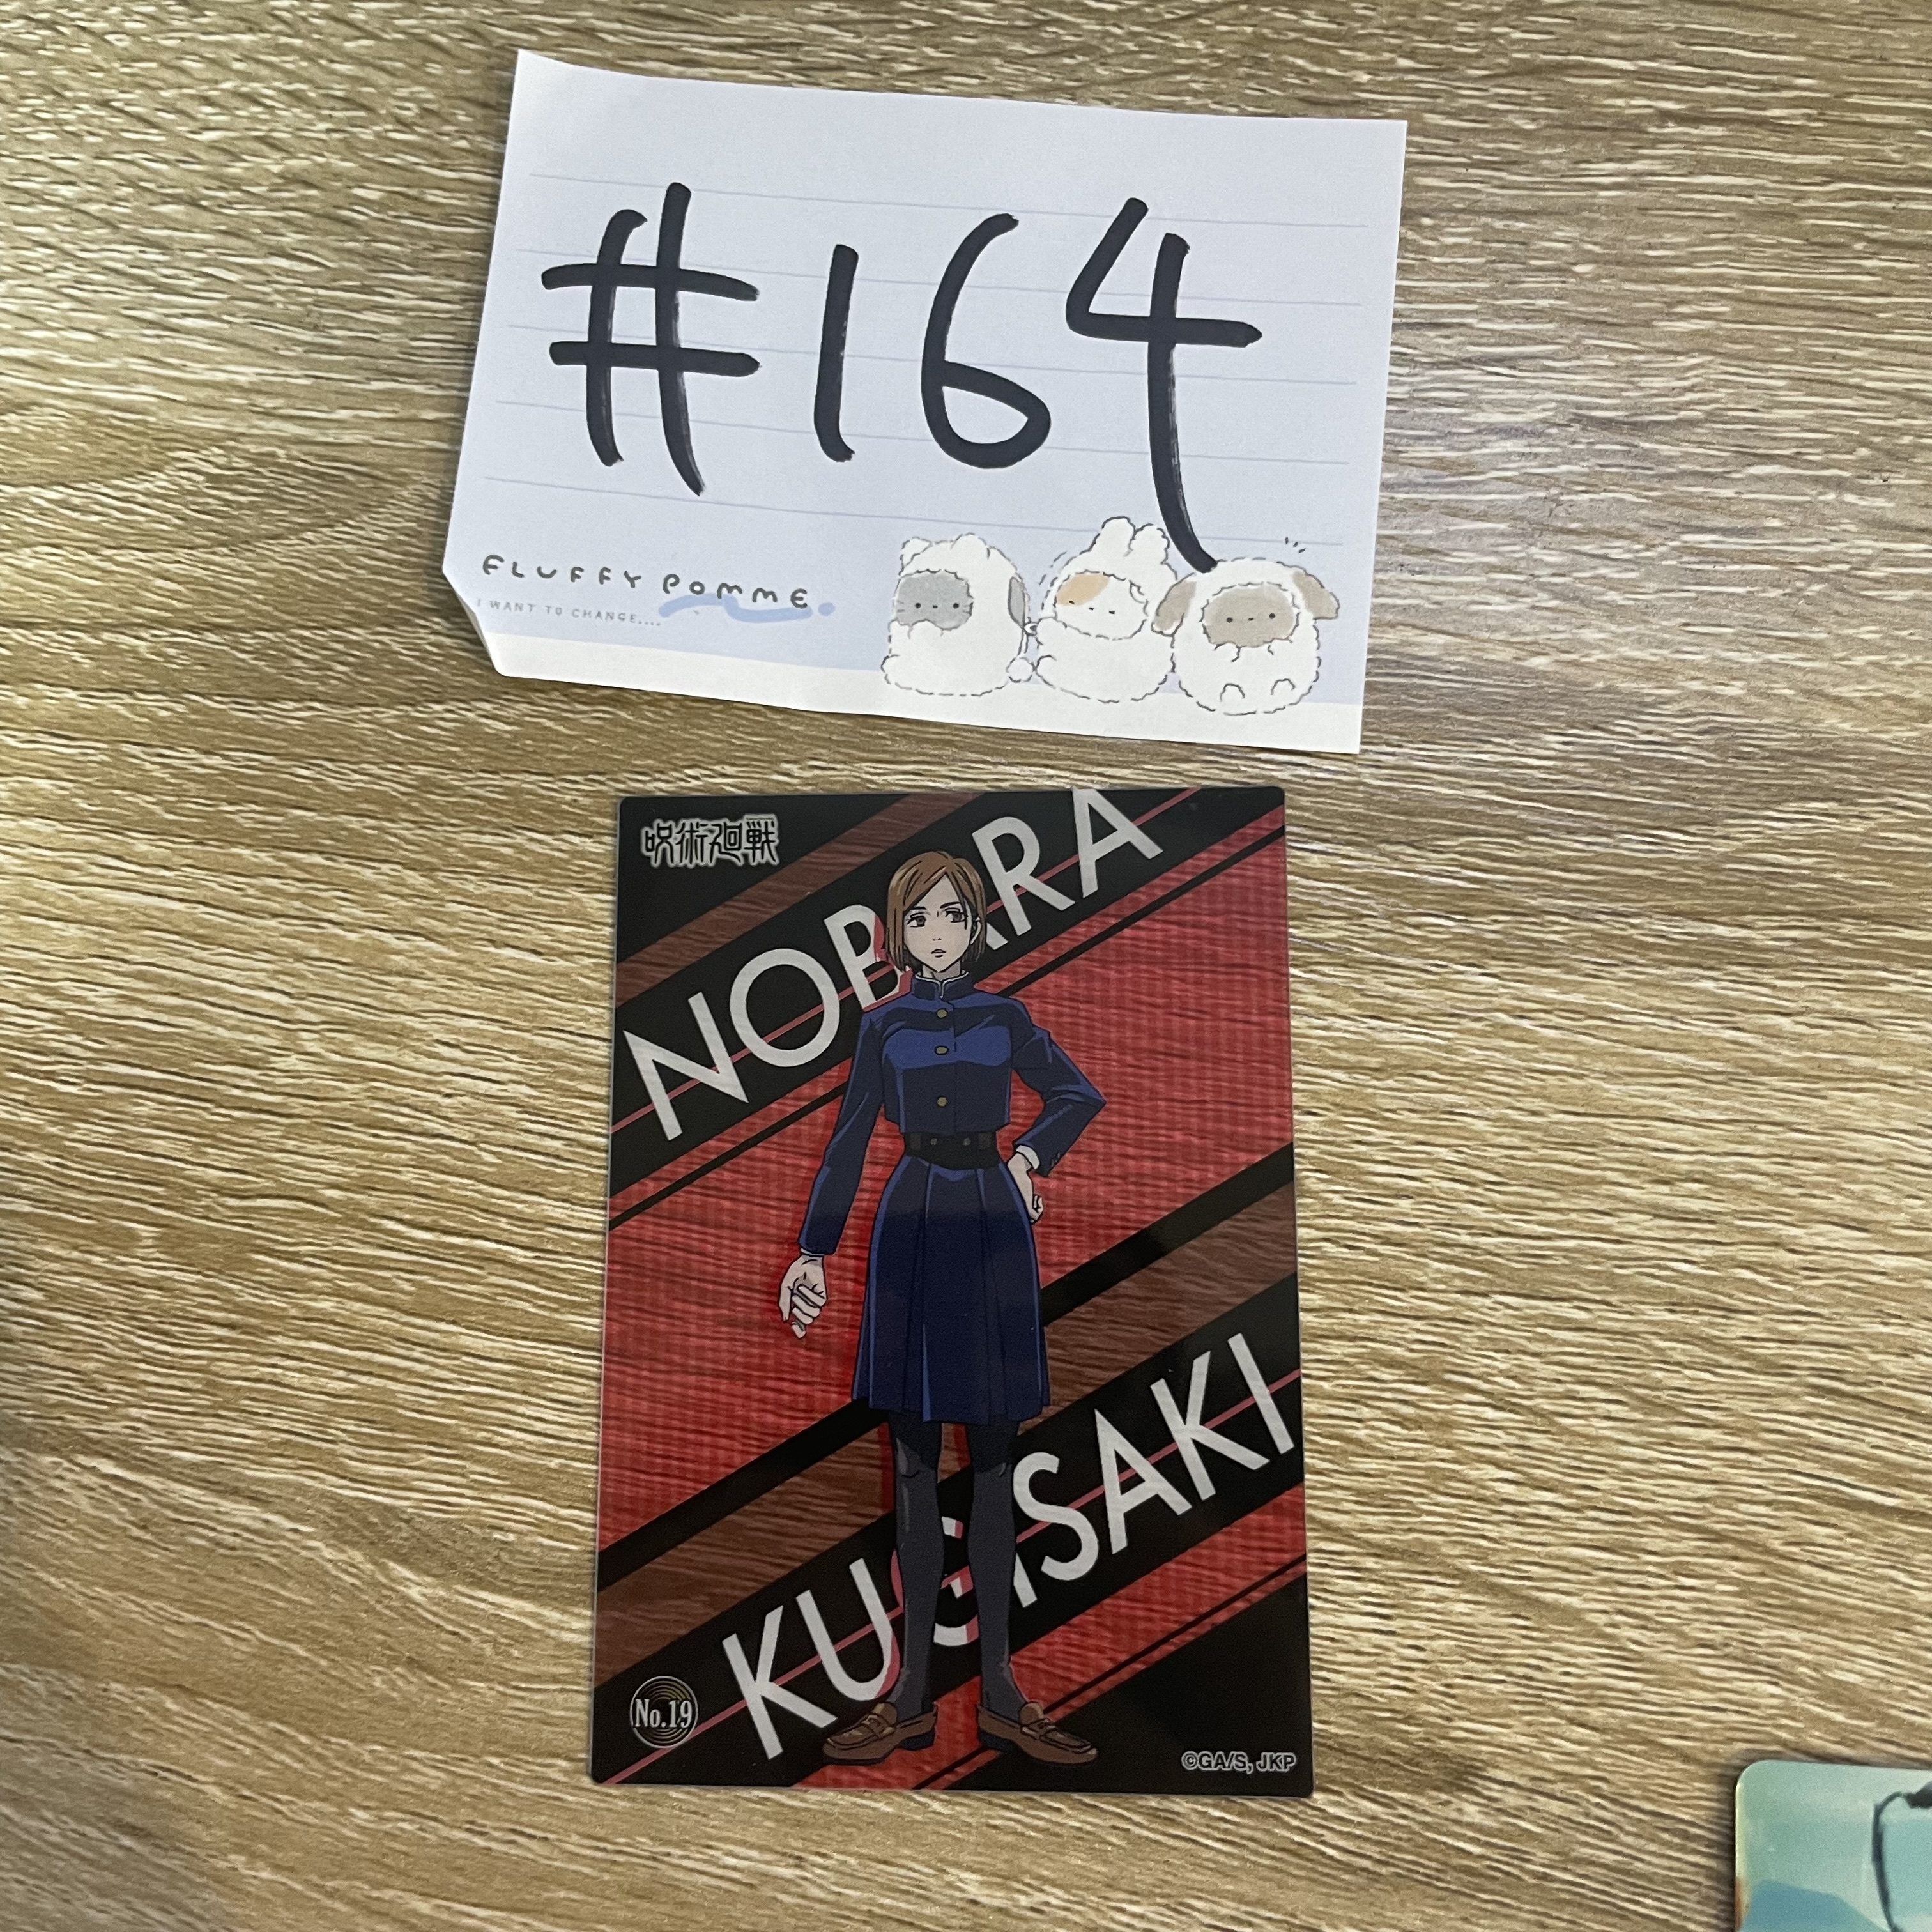 #164
FLUFFY POMME.
I WANT TO CHANGE....
呪術廻戦
NOBARA
KUGISAKI
No.19
©GA/S, JKP